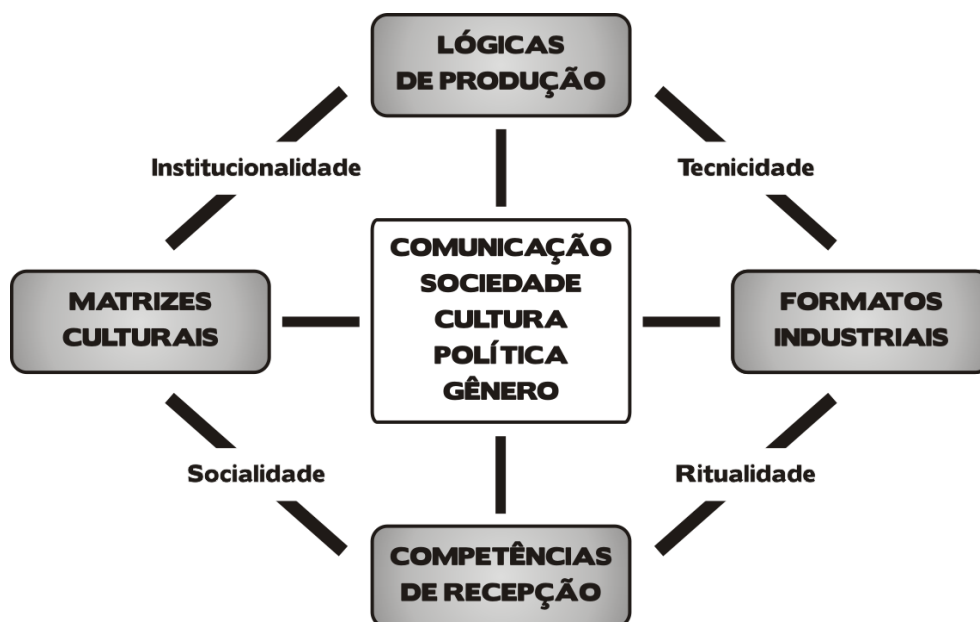 LÓGICAS
DE PRODUÇÃO
Institucionalidade
Tecnicidade
COMUNICAÇÃO
SOCIEDADE
CULTURA
POLÍTICA
GÊNERO
MATRIZES
CULTURAIS
FORMATOS
INDUSTRIAIS
Socialidade
Ritualidade
COMPETÊNCIAS
DE RECEPÇÃO